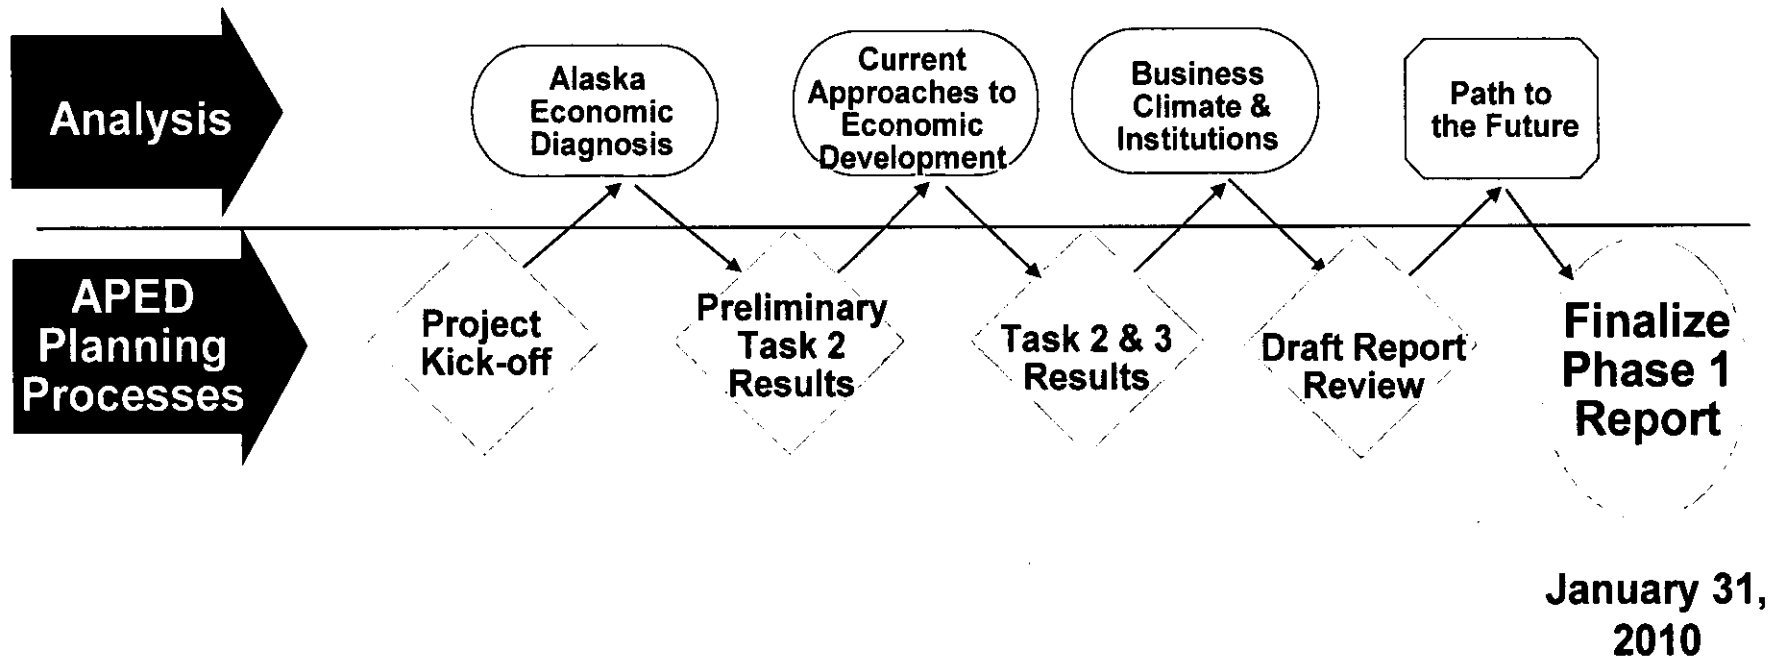 Analysis
Alaska
Economic
Diagnosis
Current
Approaches to
Economic
Development
Business
Climate &
Institutions
Path to
the Future
APED
Planning
Processes
Project
Kick-off
Preliminary
Task 2
Results
Task 2 & 3
Results
Draft Report
Review
Finalize
Phase 1
Report
January 31,
2010